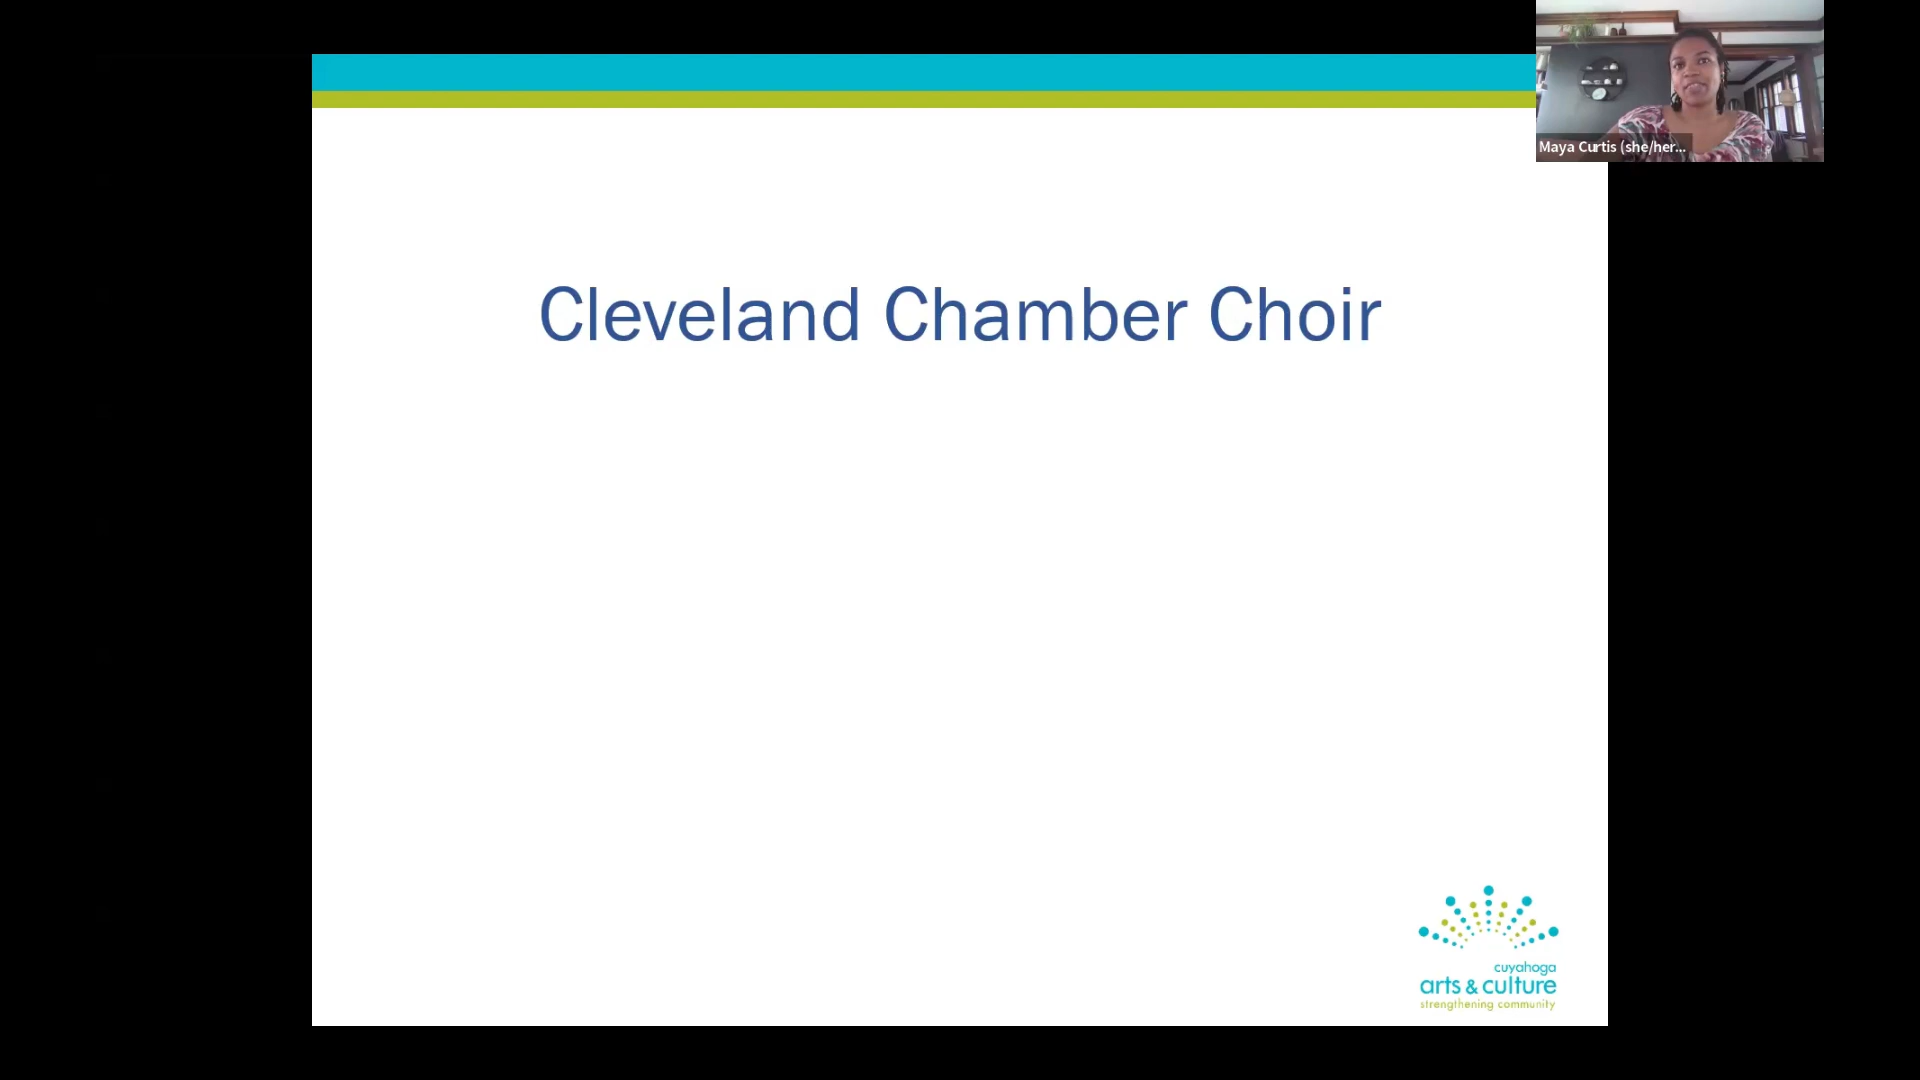 Maya Curtis (she/her...
Cleveland Chamber Choir
cuyahoga
arts & culture
strengthening community